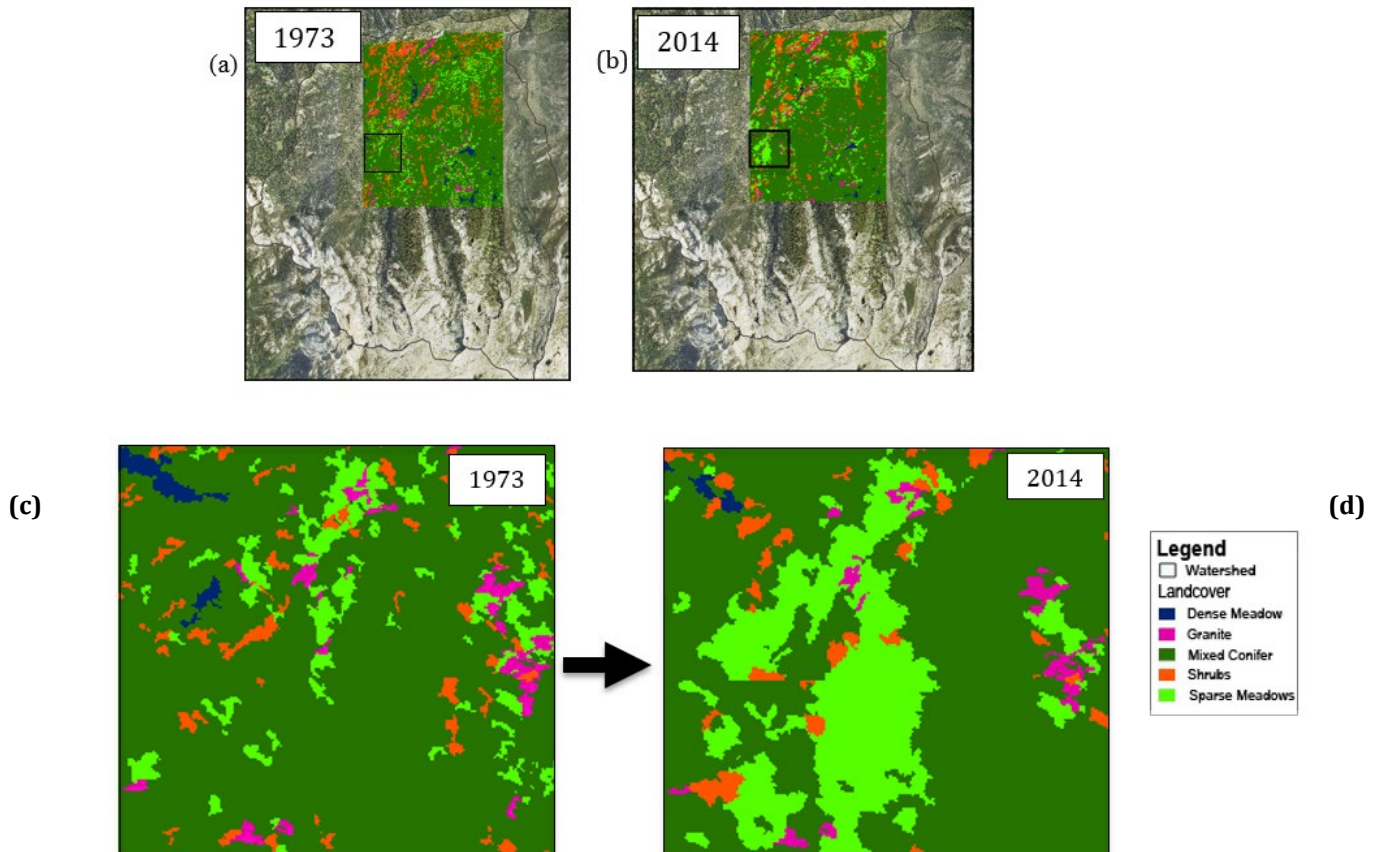 1973
(a)
2014
(b)
(c)
1973
2014
(d)
Legend
Watershed
Landcover
Dense Meadow
Granite
Mixed Conifer
Shrubs
Sparse Meadows